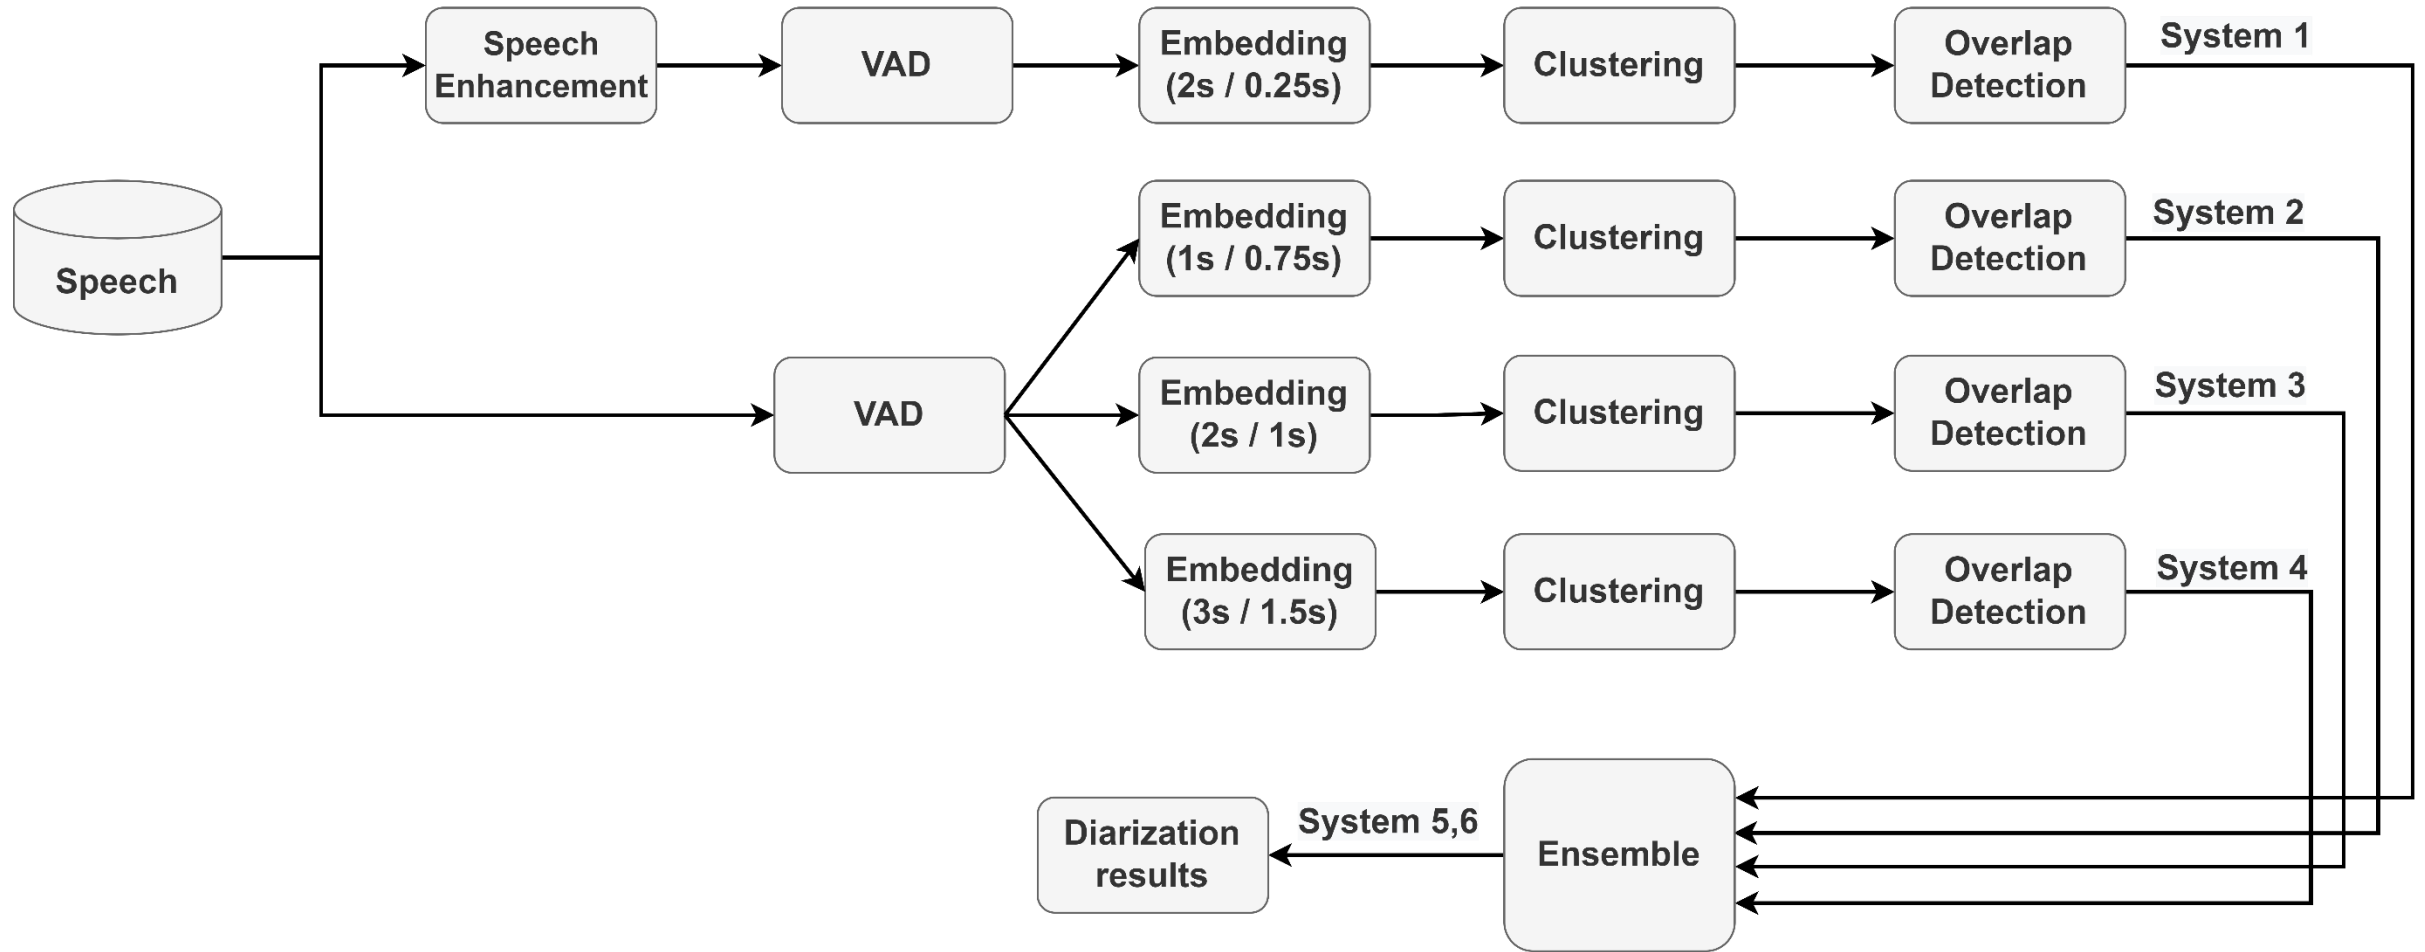 Speech
Enhancement
VAD
Embedding
(2s / 0.25s)
Clustering
Overlap
Detection
System 1
Speech
Embedding
(1s / 0.75s)
Clustering
Overlap
Detection
System 2
VAD
Embedding
(2s / 1s)
Clustering
Overlap
Detection
System 3
Embedding
(3s / 1.5s)
Clustering
Overlap
Detection
System 4
Diarization
results
System 5,6
Ensemble